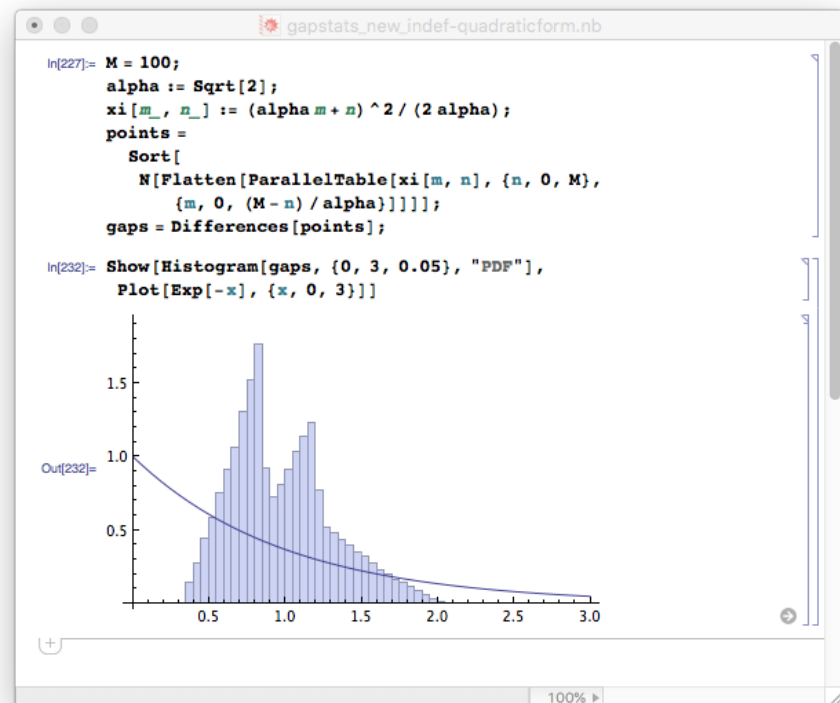 gapstats_new_indef-quadraticform.nb
In[227]:= M = 100;
alpha := Sqrt[2];
xi[m_, n_] := (alpha m + n) ^ 2 / (2 alpha);
points =
Sort[
N[Flatten[ParallelTable[xi[m, n], {n, 0, M},
{m, 0, (M - n) / alpha}]]]];
gaps = Differences[points];
In[232]:= Show[Histogram[gaps, {0, 3, 0.05}, "PDF"],
Plot[Exp[-x], {x, 0, 3}]]
1.5
1.0
Out[232]=
0.5
0.5 1.0 1.5 2.0 2.5 3.0
100%